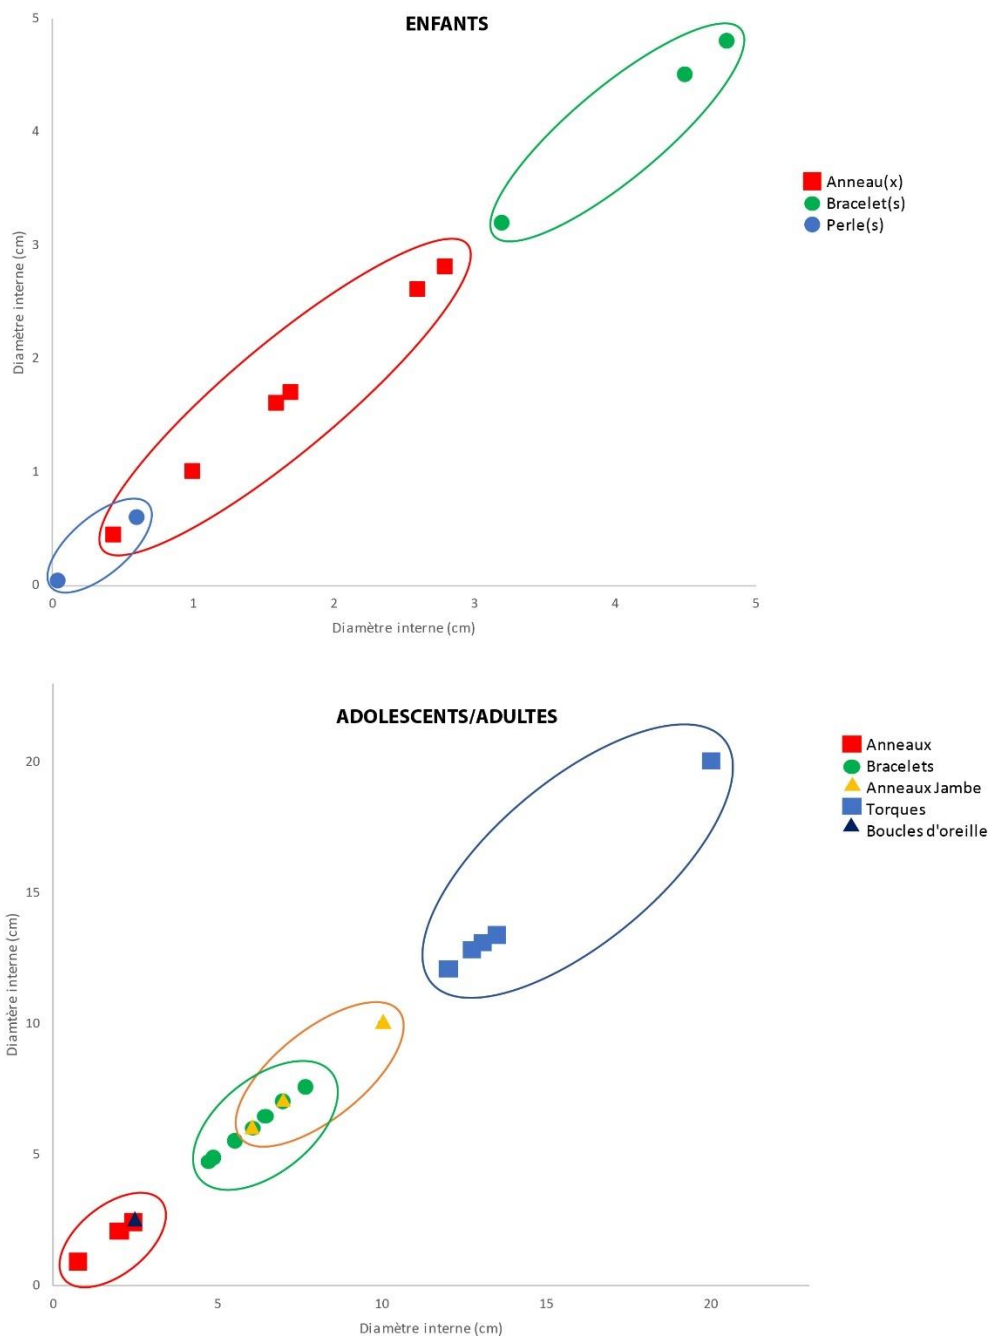 ENFANTS
5
4
3
2
1
0
Diamètre interne (cm)
0 1 2 3 4 5
Diamètre interne (cm)
Anneau(x)
Bracelet(s)
Perle(s)
ADOLESCENTS/ADULTES
20
15
10
5
0
Diamtère interne (cm)
0 5 10 15 20
Diamètre interne (cm)
Anneaux
Bracelets
Anneaux Jambe
Torques
Boucles d'oreille